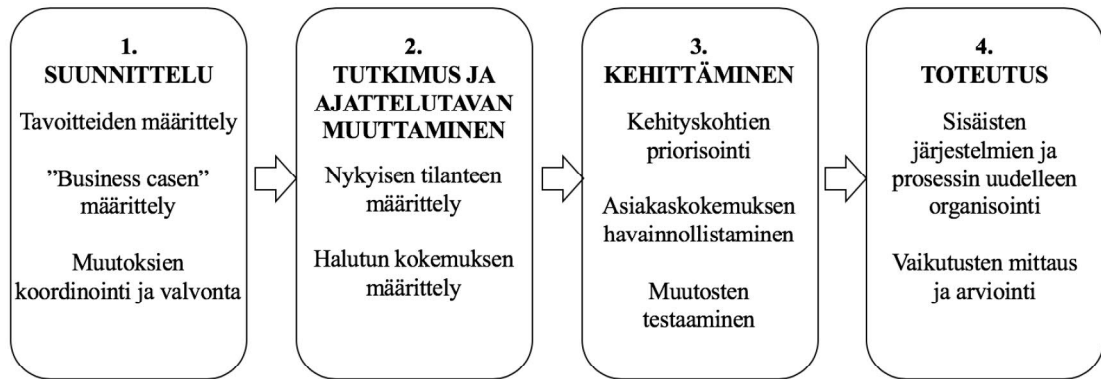 1.
SUUNNITTELU
Tavoitteiden määrittely
”Business casen”
määrittely
Muutoksien
koordinointi ja valvonta
2.
TUTKIMUS JA
AJATTELUTAVAN
MUUTTAMINEN
Nykyisen tilanteen
määrittely
Halutun kokemuksen
määrittely
3.
KEHITTÄMINEN
Kehityskohtien
priorisointi
Asiakaskokemuksen
havainnollistaminen
Muutosten
testaaminen
4.
TOTEUTUS
Sisäisten
järjestelmien ja
prosessin uudelleen
organisointi
Vaikutusten mittaus
ja arviointi